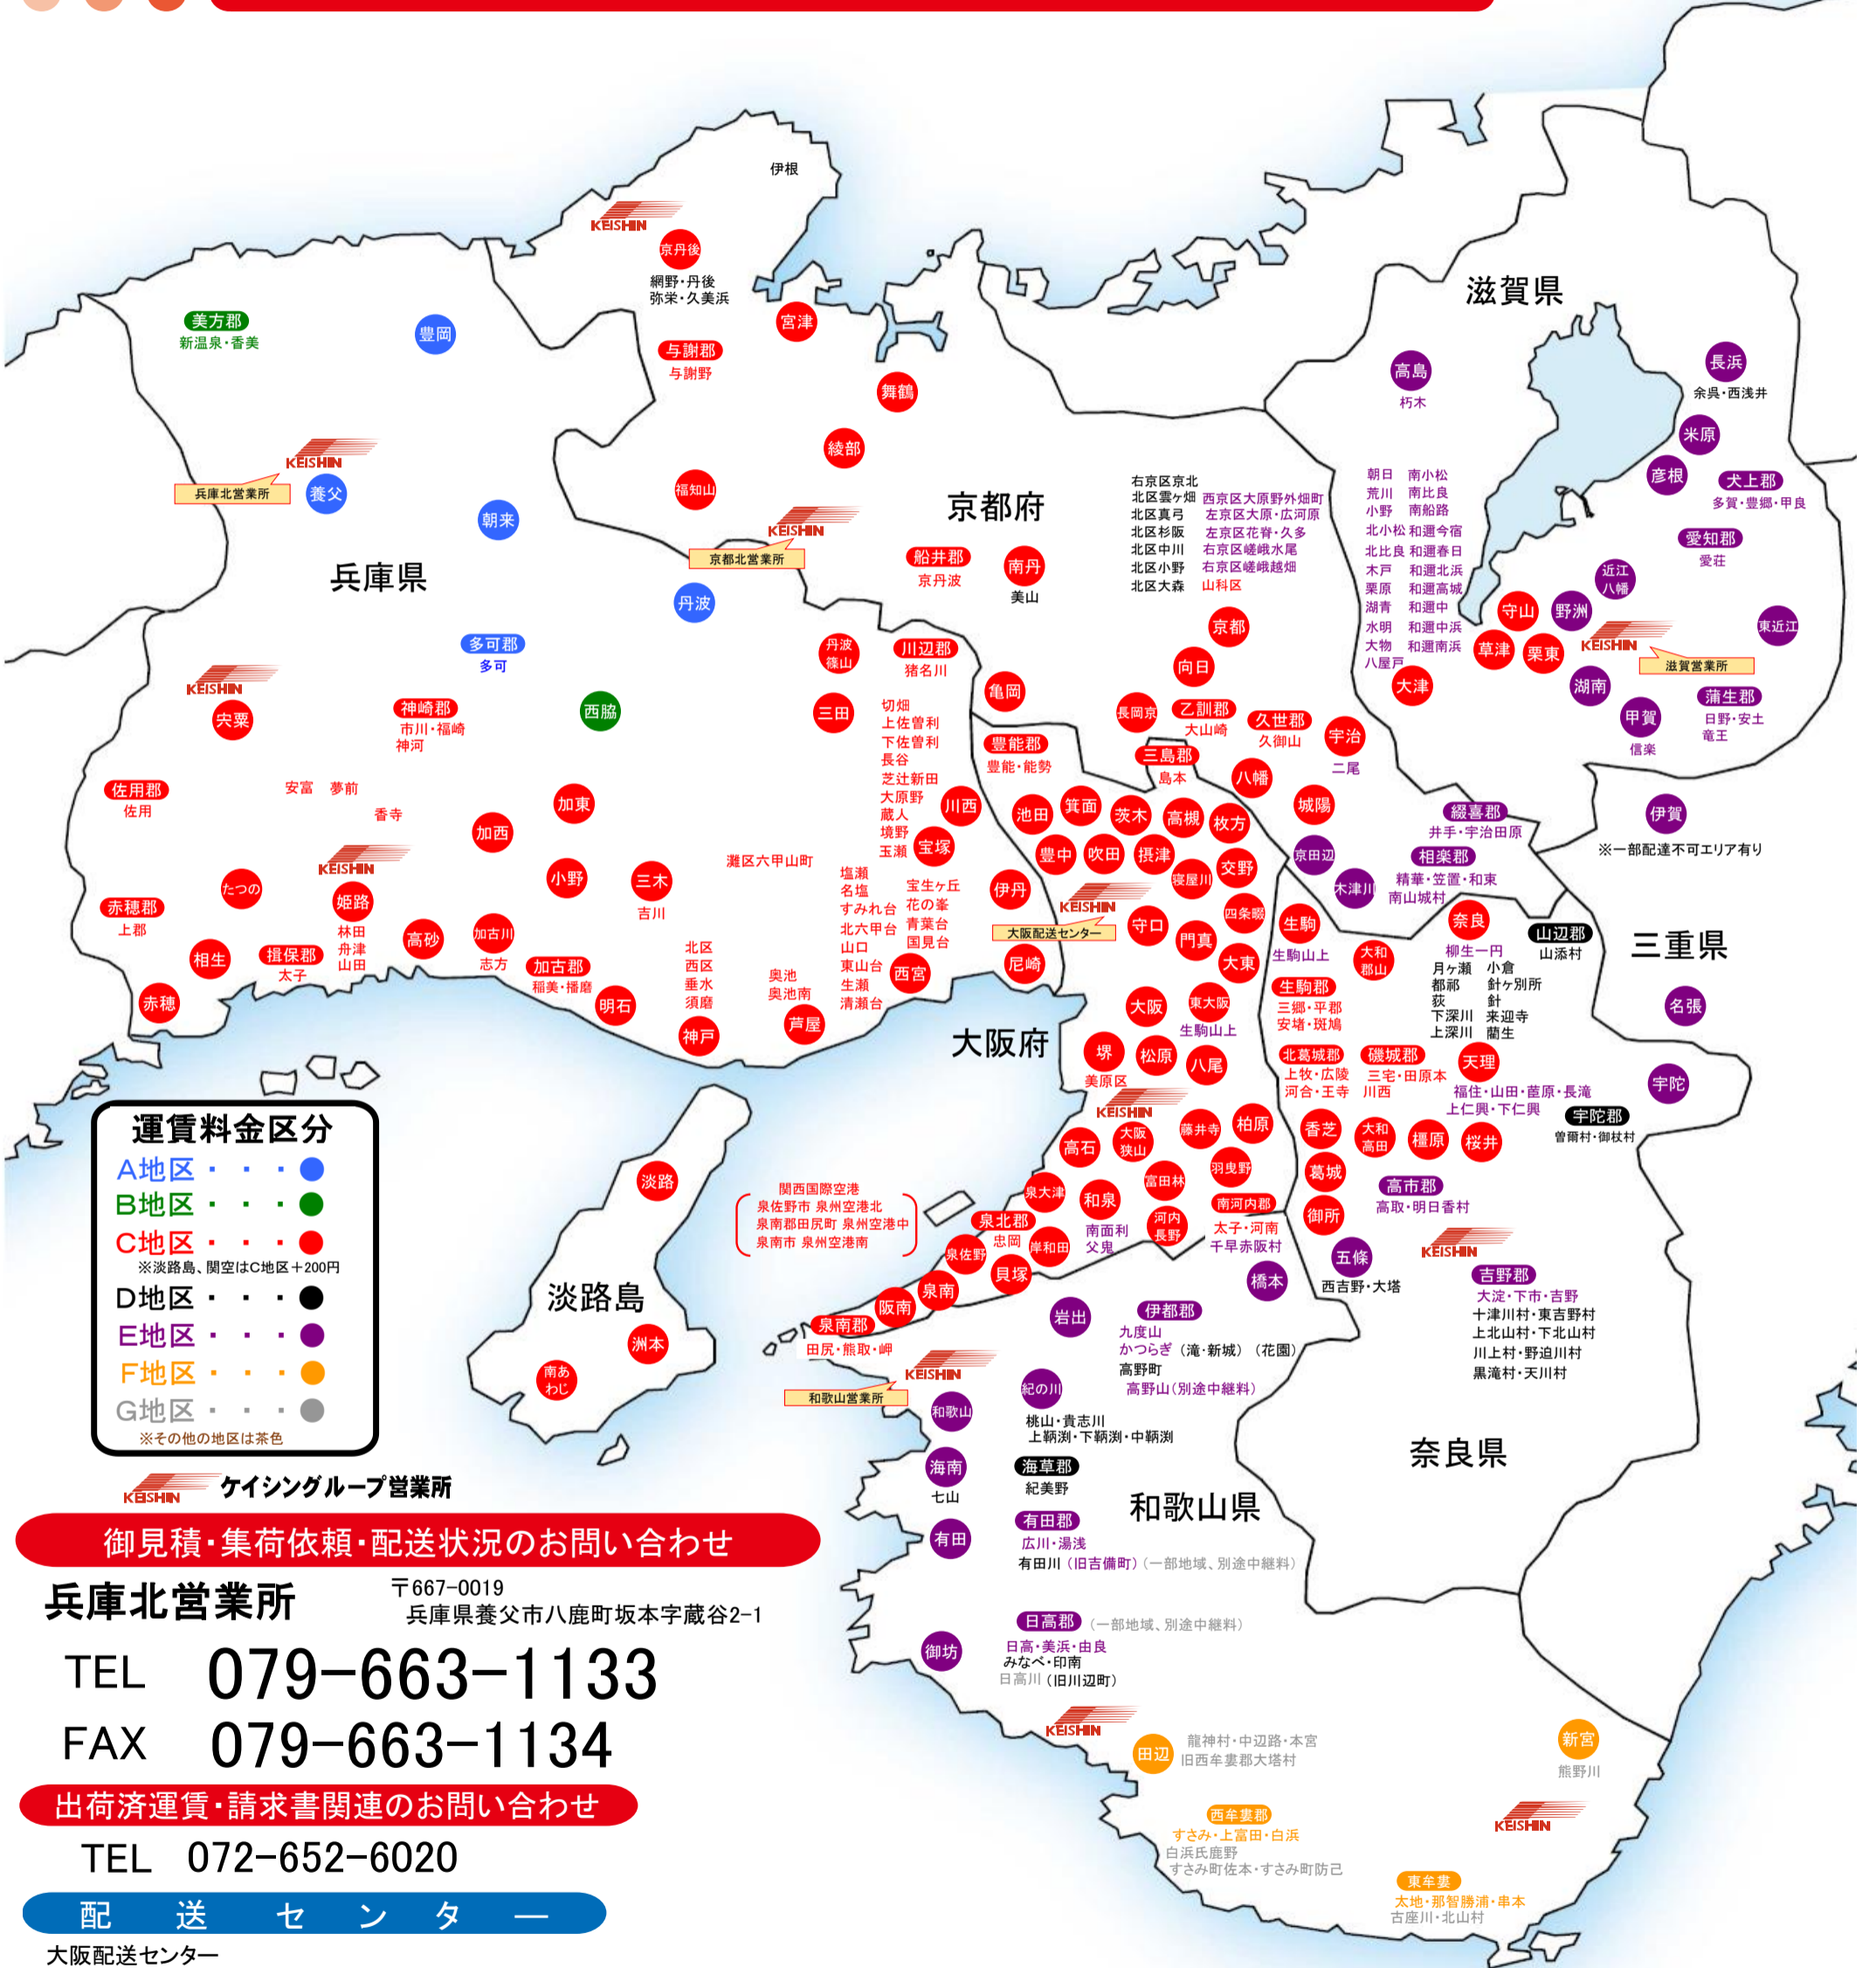 伊根
KEISHIN
京丹後
網野・丹後
弥栄・久美浜
宮津
与謝郡
与謝野
舞鶴
綾部
福知山
美方郡
新温泉・香美
豊岡
KEISHIN
兵庫北営業所
養父
朝来
兵庫県
KEISHIN
京都北営業所
丹波
多可郡
多可
京都府
船井郡
京丹波
南丹
美山
右京区京北
北区雲ヶ畑
北区真弓
北区杉阪
北区中川
北区小野
北区大森
西京区大原野外畑町
左京区大原・広河原
左京区花脊・久多
右京区嵯峨水尾
右京区嵯峨越畑
山科区
京都
向日
亀岡
長岡京
乙訓郡
大山崎
久世郡
久御山
宇治
二尾
八幡
城陽
京田辺
木津川
綴喜郡
井手・宇治田原
相楽郡
精華・笠置・和束
南山城村
滋賀県
高島
朽木
長浜
余呉・西浅井
米原
彦根
犬上郡
多賀・豊郷・甲良
愛知郡
愛荘
近江
八幡
東近江
守山
野洲
草津
栗東
KEISHIN
滋賀営業所
湖南
甲賀
信楽
蒲生郡
日野・安土
竜王
朝日 南小松
荒川 南比良
小野 南船路
北小松 和邇今宿
北比良 和邇春日
木戸 和邇北浜
栗原 和邇高城
湖青 和邇中
水明 和邇中浜
大物 和邇南浜
八屋戸
大津
KEISHIN
宍粟
神崎郡
市川・福崎
神河
西脇
丹波
篠山
川辺郡
猪名川
三田
切畑
上佐曽利
下佐曽利
長谷
芝辻新田
大原野
蔵人
境野
玉瀬
川西
宝塚
佐用郡
佐用
安富 夢前
香寺
加東
加西
小野
三木
吉川
灘区六甲山町
KEISHIN
たつの
姫路
林田
舟津
山田
赤穂郡
上郡
相生
赤穂
揖保郡
太子
高砂
加古川
志方
加古郡
稲美・播磨
明石
北区
西区
垂水
須磨
神戸
奥池
奥池南
芦屋
塩瀬
名塩
すみれ台
北六甲台
山口
東山台
生瀬
清瀬台
宝生ヶ丘
花の峯
青葉台
国見台
西宮
伊丹
尼崎
豊能郡
豊能・能勢
三島郡
島本
池田
箕面
茨木
高槻
枚方
豊中
吹田
摂津
寝屋川
交野
KEISHIN
大阪配送センター
守口
門真
四条畷
大東
大阪
東大阪
生駒山上
大阪府
堺
美原区
松原
八尾
KEISHIN
高石
大阪
狭山
藤井寺
柏原
羽曳野
富田林
南河内郡
太子・河南
千早赤阪村
河内
長野
泉大津
和泉
南面利
父鬼
泉北郡
忠岡
岸和田
泉佐野
貝塚
泉南
阪南
泉南郡
田尻・熊取・岬
関西国際空港
泉佐野市 泉州空港北
泉南郡田尻町 泉州空港中
泉南市 泉州空港南
淡路
淡路島
洲本
南あ
わじ
生駒
生駒山上
奈良
柳生一円
月ヶ瀬 小倉
都祁 針ヶ別所
荻 針
下深川 来迎寺
上深川 藺生
大和
郡山
生駒郡
三郷・平郡
安堵・斑鳩
山辺郡
山添村
北葛城郡
上牧・広陵
河合・王寺
磯城郡
三宅・田原本
川西
天理
福住・山田・苣原・長滝
上仁興・下仁興
香芝
大和
高田
橿原
桜井
葛城
御所
高市郡
高取・明日香村
宇陀
宇陀郡
曽爾村・御杖村
五條
西吉野・大塔
KEISHIN
吉野郡
大淀・下市・吉野
十津川村・東吉野村
上北山村・下北山村
川上村・野迫川村
黒滝村・天川村
奈良県
三重県
伊賀
※一部配達不可エリア有り
名張
橋本
岩出
伊都郡
九度山
かつらぎ (滝・新城) (花園)
高野町
高野山(別途中継料)
KEISHIN
和歌山営業所
和歌山
紀の川
桃山・貴志川
上鞆渕・下鞆渕・中鞆渕
海南
七山
海草郡
紀美野
和歌山県
有田
有田郡
広川・湯浅
有田川 (旧吉備町) (一部地域、別途中継料)
日高郡 (一部地域、別途中継料)
日高・美浜・由良
みなべ・印南
日高川 (旧川辺町)
御坊
KEISHIN
田辺
龍神村・中辺路・本宮
旧西牟婁郡大塔村
新宮
熊野川
西牟婁郡
すさみ・上富田・白浜
白浜氏鹿野
すさみ町佐本・すさみ町防己
KEISHIN
東牟婁
太地・那智勝浦・串本
古座川・北山村
運賃料金区分
A地区・・・●
B地区・・・●
C地区・・・●
※淡路島、関空はC地区+200円
D地区・・・●
E地区・・・●
F地区・・・●
G地区・・・●
※その他の地区は茶色
KEISHIN ケイシングループ営業所
御見積・集荷依頼・配送状況のお問い合わせ
兵庫北営業所
〒667-0019
兵庫県養父市八鹿町坂本字蔵谷2-1
TEL 079-663-1133
FAX 079-663-1134
出荷済運賃・請求書関連のお問い合わせ
TEL 072-652-6020
配送センター
大阪配送センター